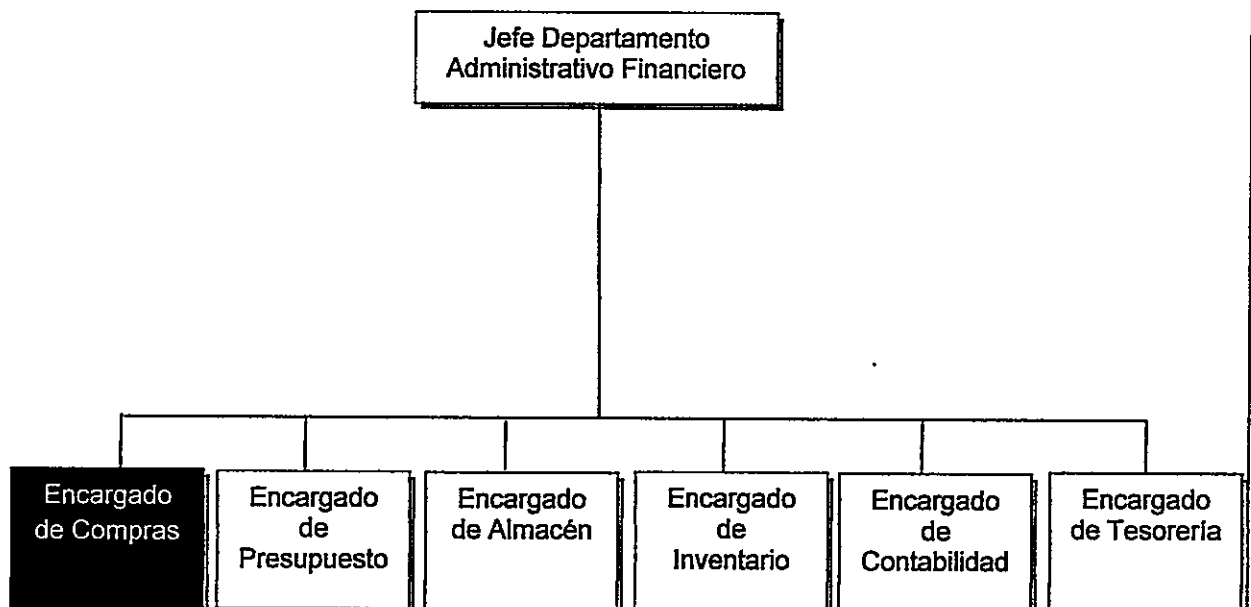 Jefe Departamento
Administrativo Financiero
Encargado
de Compras
Encargado
de
Presupuesto
Encargado
de Almacén
Encargado
de
Inventario
Encargado
de
Contabilidad
Encargado
de Tesorería